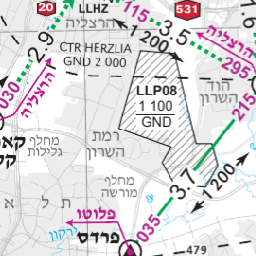 20
LLHZ
115
531
הרצליה
3.5
הרצליה
2.9
CTR HERZLIA
GND 2 000
1 200
295
LLP08
1 100
GND
הוד
השרון
030
הרצליה
215
רמת
השרון
מחלף
גלילות
מחלף
מורשה
3.7
1 200
פלוטו
035
ירקון
פרדס
479